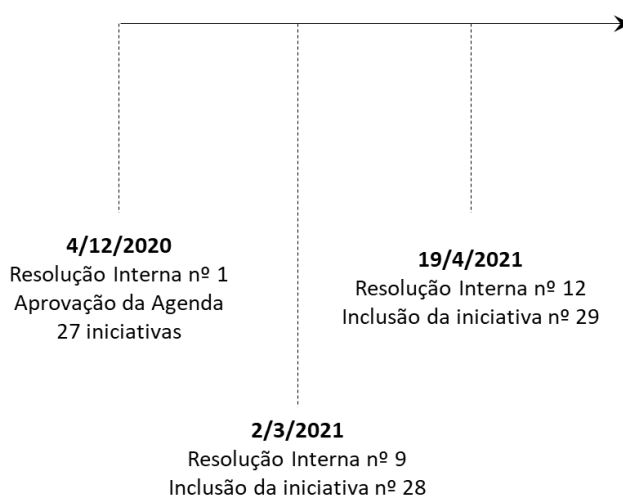 4/12/2020
Resolução Interna nº 1
Aprovação da Agenda
27 iniciativas
19/4/2021
Resolução Interna nº 12
Inclusão da iniciativa nº 29
2/3/2021
Resolução Interna nº 9
Inclusão da iniciativa nº 28